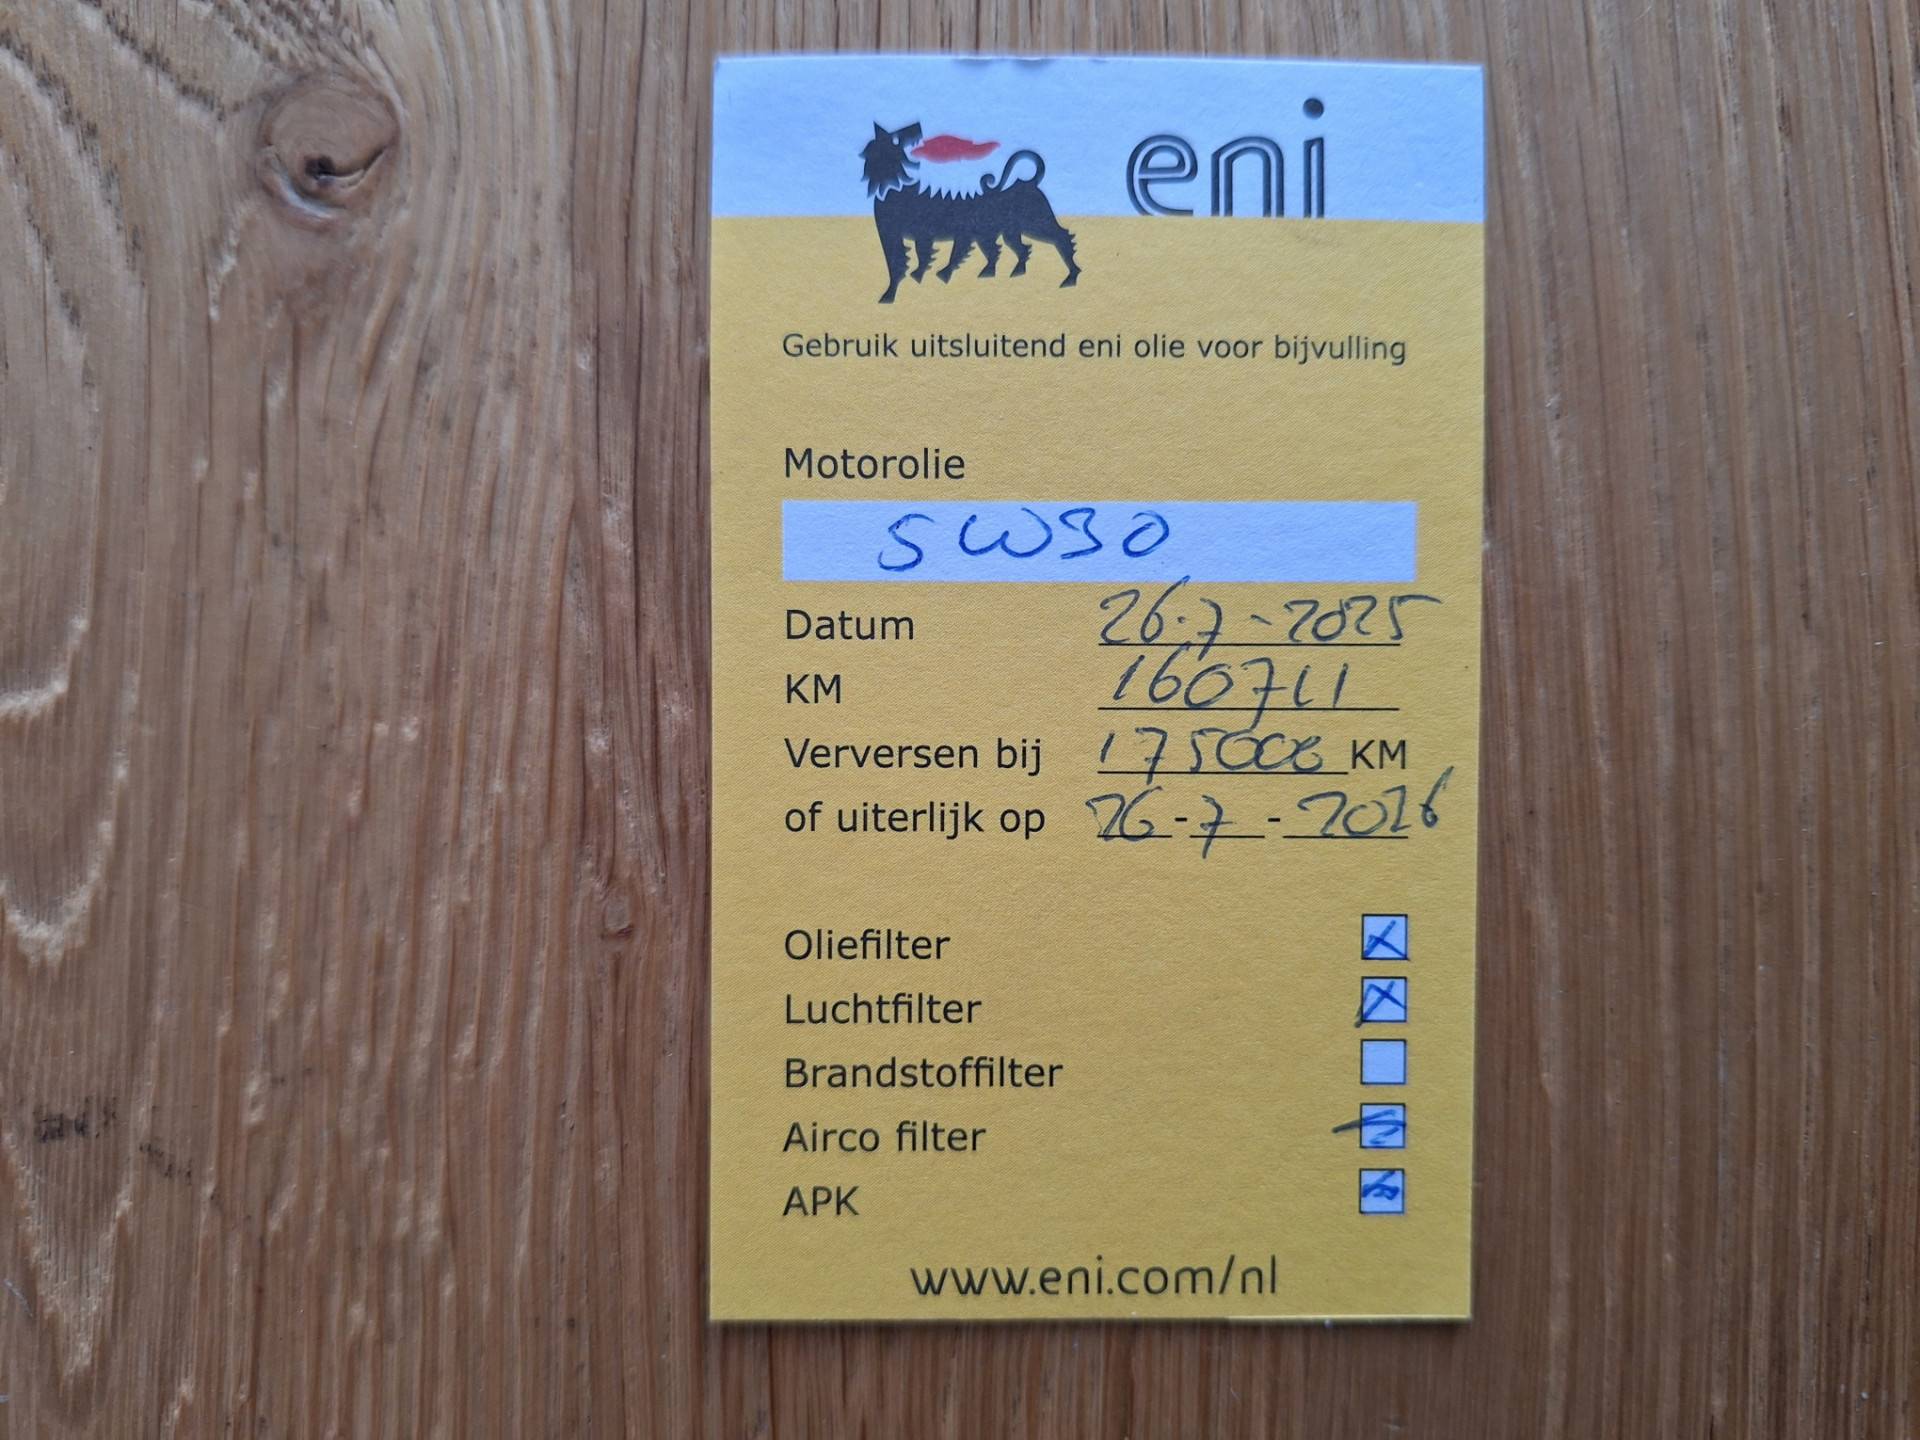 eni
Gebruik uitsluitend eni olie voor bijvulling
Motorolie
5W30
Datum 26-7-2025
KM 160711
Verversen bij 175000 KM
of uiterlijk op 26-7-2026
Oliefilter
Luchtfilter
Brandstoffilter
Airco filter
APK
www.eni.com/nl